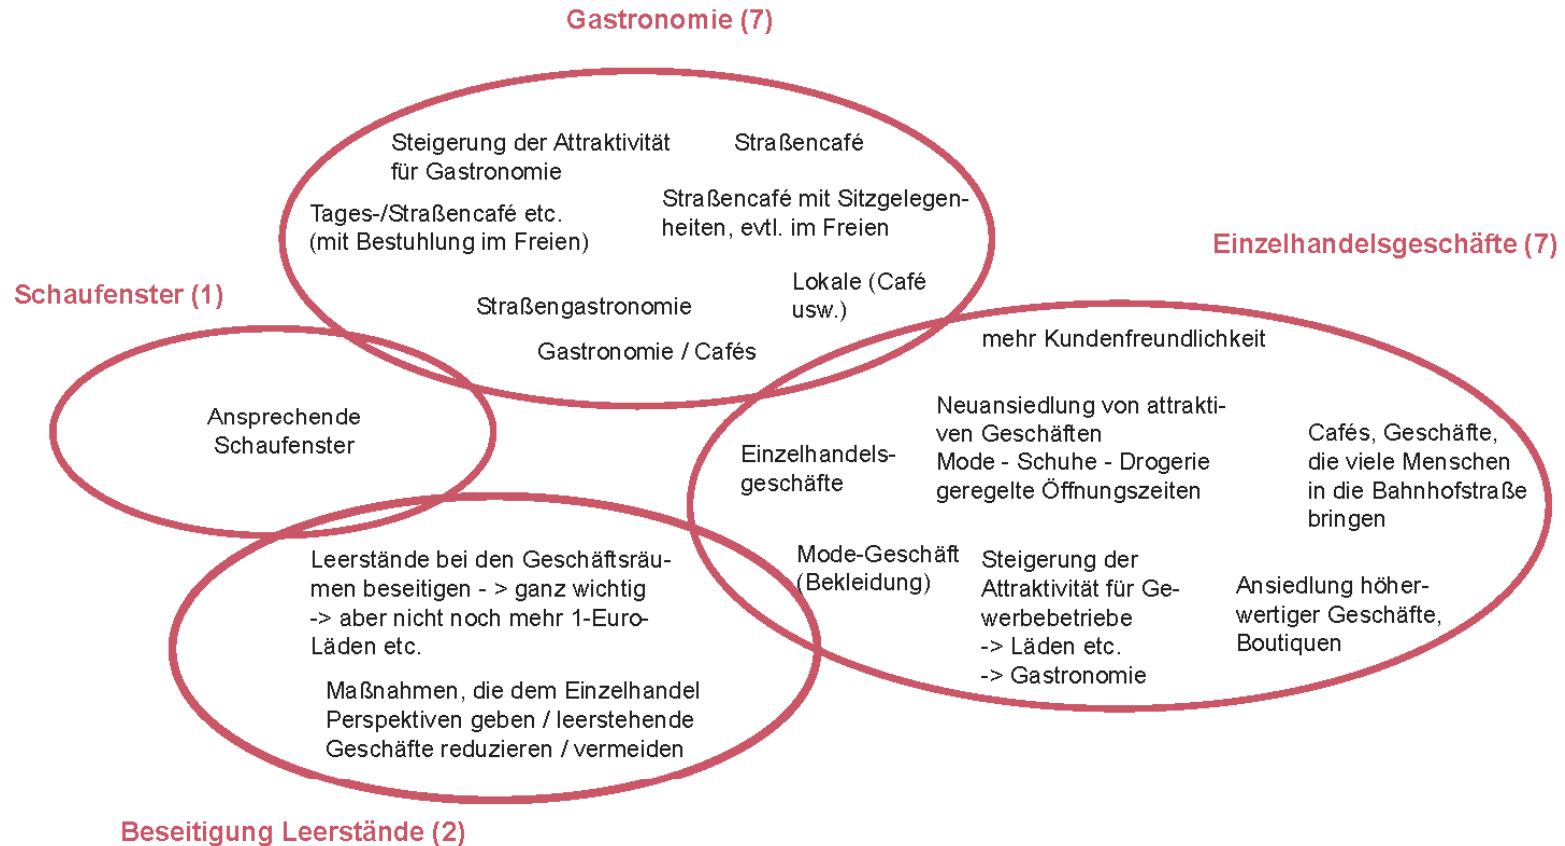 Gastronomie (7)
Steigerung der Attraktivität
für Gastronomie
Straßencafé
Tages-/Straßencafé etc.
(mit Bestuhlung im Freien)
Straßencafé mit Sitzgelegen-
heiten, evtl. im Freien
Straßengastronomie
Lokale (Café
usw.)
Gastronomie / Cafés
Schaufenster (1)
Ansprechende
Schaufenster
Einzelhandelsgeschäfte (7)
mehr Kundenfreundlichkeit
Einzelhandels-
geschäfte
Neuansiedlung von attrakti-
ven Geschäften
Mode - Schuhe - Drogerie
geregelte Öffnungszeiten
Cafés, Geschäfte,
die viele Menschen
in die Bahnhofstraße
bringen
Mode-Geschäft
(Bekleidung)
Steigerung der
Attraktivität für Ge-
werbebetriebe
-> Läden etc.
-> Gastronomie
Ansiedlung höher-
wertiger Geschäfte,
Boutiquen
Leerstände bei den Geschäftsräu-
men beseitigen - > ganz wichtig
-> aber nicht noch mehr 1-Euro-
Läden etc.
Maßnahmen, die dem Einzelhandel
Perspektiven geben / leerstehende
Geschäfte reduzieren / vermeiden
Beseitigung Leerstände (2)